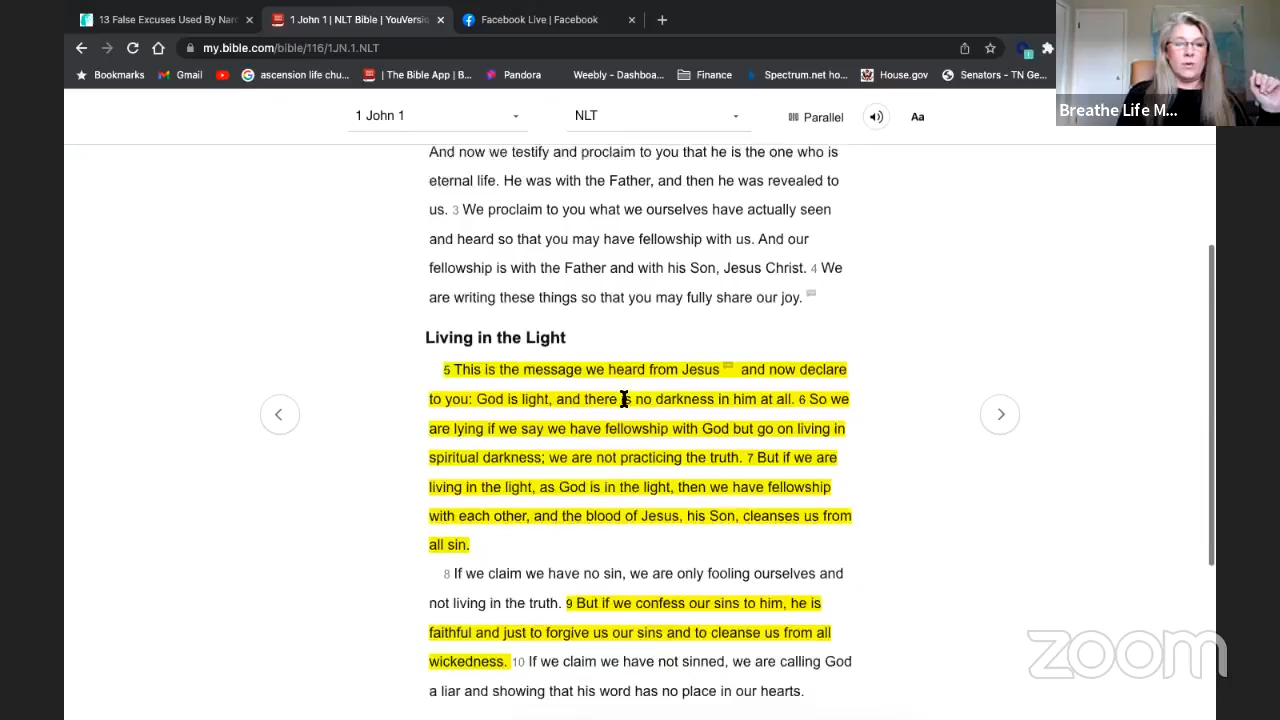 13 False Excuses Used By Narc
1 John 1 | NLT Bible | YouVersio
Facebook Live | Facebook
my.bible.com/bible/116/1JN.1.NLT
Bookmarks
Gmail
ascension life chu...
| The Bible App | B...
Pandora
Weebly - Dashboa...
Finance
Spectrum.net ho...
House.gov
Senators - TN Ge...
Breathe Life M...
1 John 1
NLT
Parallel
Aa
And now we testify and proclaim to you that he is the one who is
eternal life. He was with the Father, and then he was revealed to
us. 3 We proclaim to you what we ourselves have actually seen
and heard so that you may have fellowship with us. And our
fellowship is with the Father and with his Son, Jesus Christ. 4 We
are writing these things so that you may fully share our joy.
Living in the Light
5 This is the message we heard from Jesus and now declare
to you: God is light, and there is no darkness in him at all. 6 So we
are lying if we say we have fellowship with God but go on living in
spiritual darkness; we are not practicing the truth. 7 But if we are
living in the light, as God is in the light, then we have fellowship
with each other, and the blood of Jesus, his Son, cleanses us from
all sin.
8 If we claim we have no sin, we are only fooling ourselves and
not living in the truth. 9 But if we confess our sins to him, he is
faithful and just to forgive us our sins and to cleanse us from all
wickedness. 10 If we claim we have not sinned, we are calling God
a liar and showing that his word has no place in our hearts.
zoom